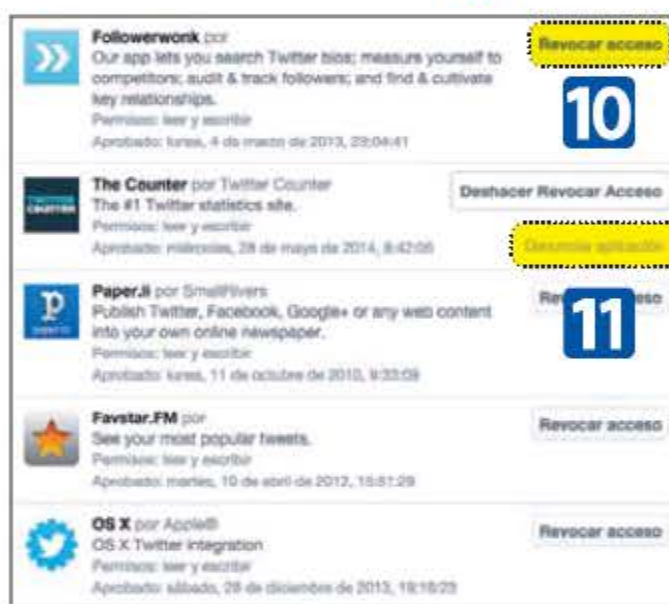 Followerwonk por
Revocar acceso
Our app lets you search Twitter bios; measure yourself to
competitors; audit & track followers; and find & cultivate
key relationships.
Permisos: leer y escribir
Aprobado: lunes, 4 de marzo de 2013, 23:04:41
10
The Counter por Twitter Counter
Deshacer Revocar Acceso
COUNTER
The #1 Twitter statistics site.
Permisos: leer y escribir
Aprobado: miércoles, 28 de mayo de 2014, 8:42:06
Denuncia aplicación
Paper.li por SmallRivers
Publish Twitter, Facebook, Google+ or any web content
into your own online newspaper.
Permisos: leer y escribir
Aprobado: lunes, 11 de octubre de 2010, 9:33:09
11
Favstar.FM por
Revocar acceso
See your most popular tweets.
Permisos: leer y escribir
Aprobado: martes, 10 de abril de 2012, 15:51:29
OS X por Apple®
Revocar acceso
OS X Twitter integration
Permisos: leer y escribir
Aprobado: sábado, 28 de diciembre de 2013, 19:16:23